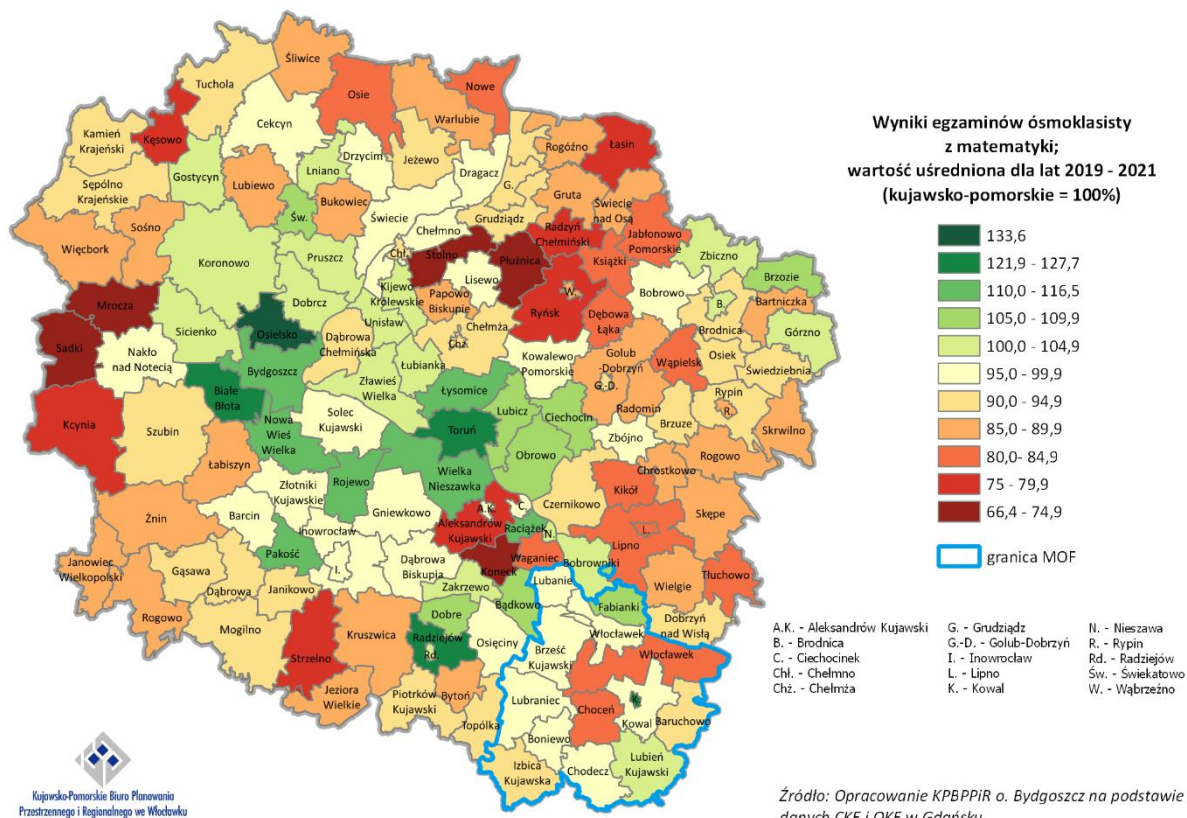 Wyniki egzaminów ósmoklasisty
z matematyki;
wartość uśredniona dla lat 2019 - 2021
(kujawsko-pomorskie = 100%)
133,6
121,9 - 127,7
110,0 - 116,5
105,0 - 109,9
100,0 - 104,9
95,0 - 99,9
90,0 - 94,9
85,0 - 89,9
80,0- 84,9
75 - 79,9
66,4 - 74,9
granica MOF
A.K. - Aleksandrów Kujawski
B. - Brodnica
C. - Ciechocinek
Chł. - Chełmno
Chż. - Chełmża
G. - Grudziądz
G.-D. - Golub-Dobrzyń
I. - Inowrocław
L. - Lipno
K. - Kowal
N. - Nieszawa
R. - Rypin
Rd. - Radziejów
Św. - Świekatowo
W. - Wąbrzeźno
Śliwice
Tuchola
Osie
Nowe
Cekcyn
Warlubie
Kamień
Krajeński
Kęsowo
Rogóźno
Łasin
Drzycim
Jeżewo
Dragacz
Gostycyn
Lniano
G.
Lubiewo
Gruta
Sępólno
Krajeńskie
Św.
Bukowiec
Świecie
Grudziądz
Świecie
nad Osą
Sośno
Chełmno
Radzyń
Chełmiński
Jabłonowo
Pomorskie
Więcbork
Koronowo
Pruszcz
Chł.
Stolno
Płużnica
Książki
Zbiczno
Brzozie
Mrocza
Dobrcz
Kijewo
Królewskie
Lisewo
W.
Bobrowo
B.
Bartniczka
Papowo
Biskupie
Ryńsk
Dębowa
Łąka
Sicienko
Osielsko
Unisław
Chełmża
Brodnica
Górzno
Sadki
Nakło
nad Notecią
Dąbrowa
Chełmińska
Chż.
Kowalewo
Pomorskie
Golub
-Dobrzyń
Wąpielsk
Osiek
Świedziebnia
Bydgoszcz
Łubianka
G.-D.
Rypin
Białe
Błota
Zławieś
Wielka
Łysomice
Radomin
R.
Kcynia
Szubin
Solec
Kujawski
Toruń
Lubicz
Ciechocin
Brzuze
Skrwilno
Nowa
Wieś
Wielka
Zbójno
Łabiszyn
Obrowo
Rogowo
Wielka
Nieszawka
Chrostkowo
Złotniki
Kujawskie
Rojewo
Czernikowo
Kikół
Żnin
Barcin
Gniewkowo
A.K.
C.
Skępe
Inowrocław
Aleksandrów
Kujawski
Raciążek
N.
L.
Pakość
Lipno
Janowiec
Wielkopolski
Gąsawa
I.
Dąbrowa
Biskupia
Koneck
Waganiec
Bobrowniki
Tłuchowo
Dąbrowa
Janikowo
Zakrzewo
Lubanie
Wielgie
Rogowo
Mogilno
Dobre
Bądkowo
Fabianki
Dobrzyń
nad Wisłą
Strzelno
Kruszwica
Radziejów
Rd.
Osięciny
Włocławek
Brześć
Kujawski
Włocławek
Jeziora
Wielkie
Piotrków
Kujawski
Bytoń
Lubraniec
Choceń
K.
Topólka
Kowal
Baruchowo
Boniewo
Izbica
Kujawska
Chodecz
Lubień
Kujawski
Kujawsko-Pomorskie Biuro Planowania
Przestrzennego i Regionalnego we Włocławku
Źródło: Opracowanie KPBPPiR o. Bydgoszcz na podstawie
danych CKE i OKE w Gdańsku